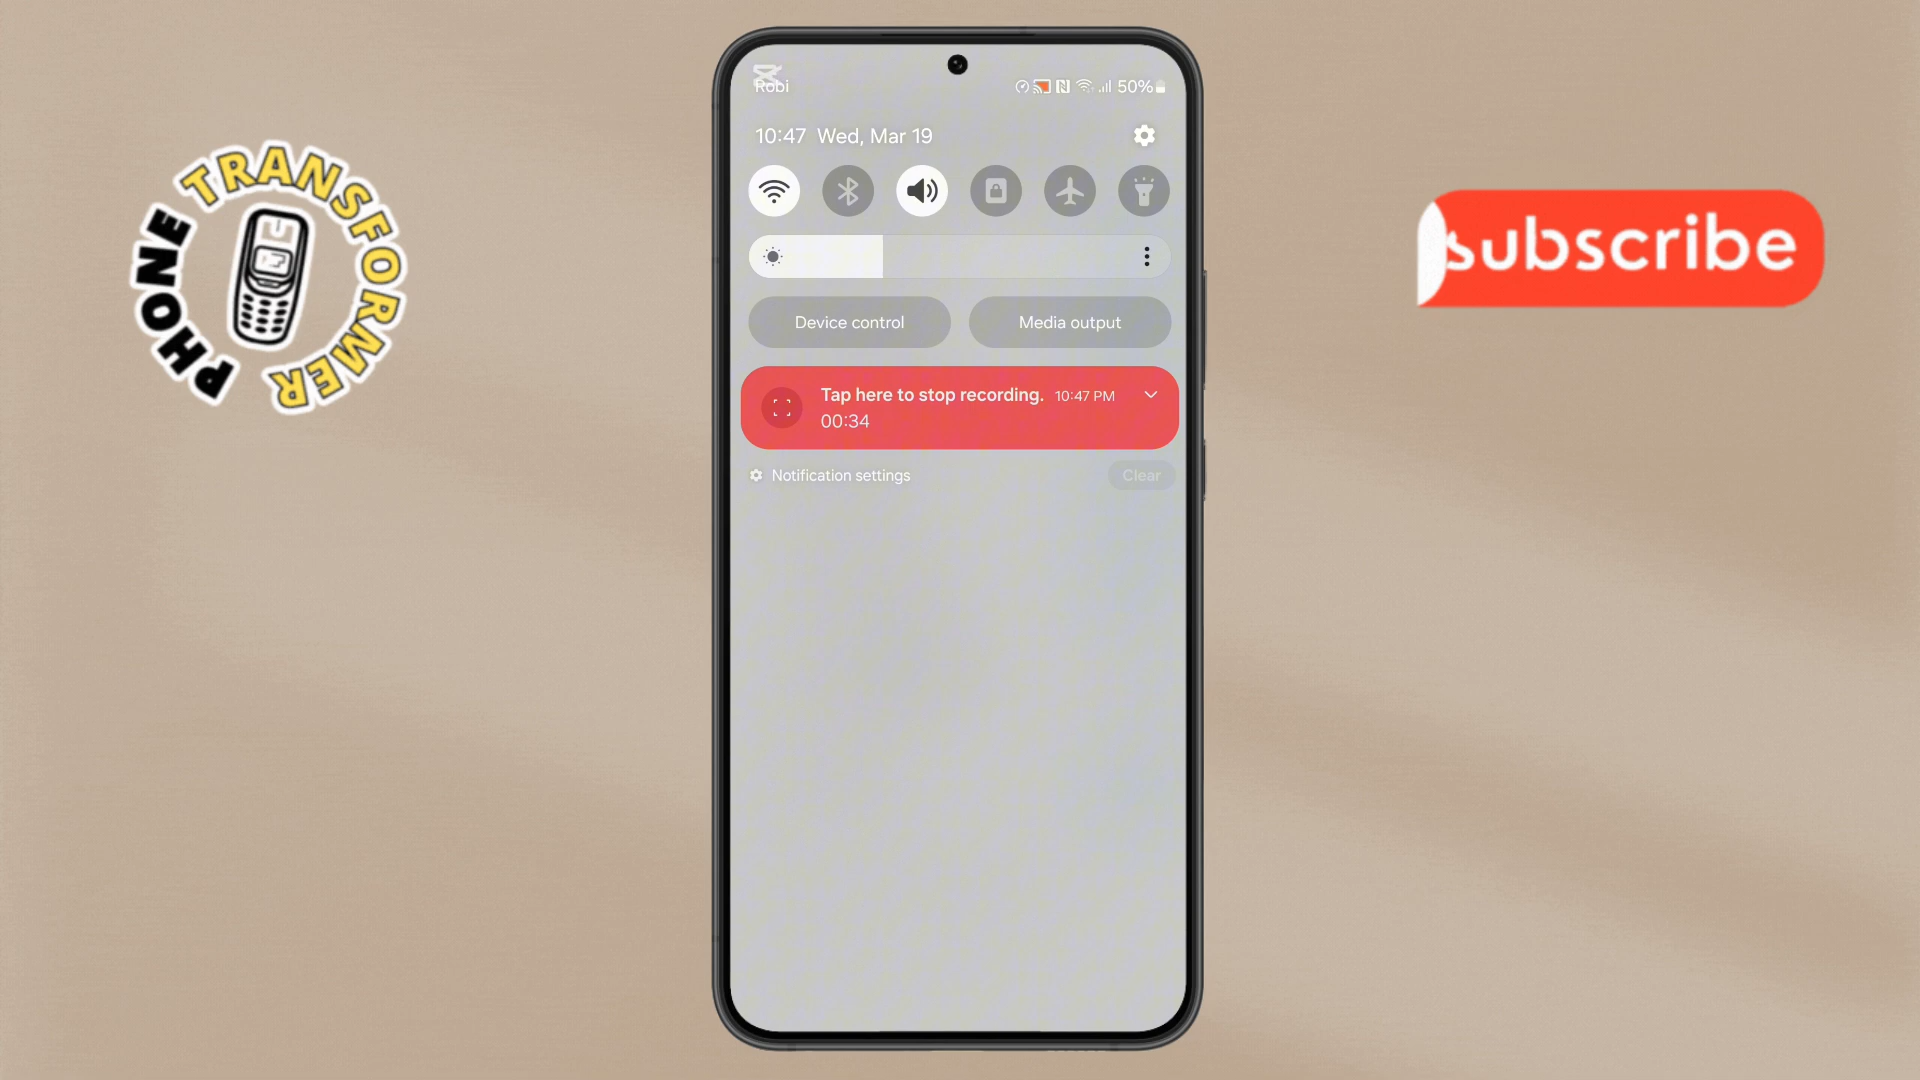 PHONE TRANSFORMER
Robi
50%
10:47 Wed, Mar 19
Device control
Media output
Tap here to stop recording. 10:47 PM
00:34
Notification settings
Clear
subscribe